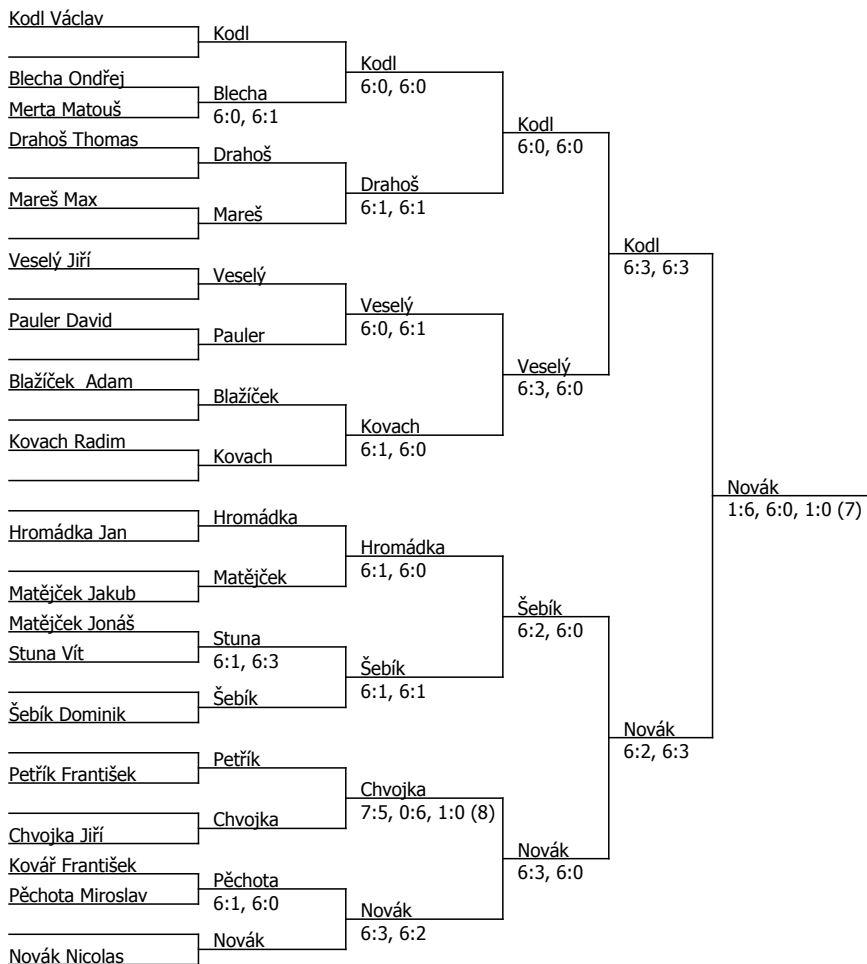 Kodl Václav
Blecha Ondřej
Merta Matouš
Drahoš Thomas
Mareš Max
Veselý Jiří
Pauler David
Blažíček  Adam
Kovach Radim
Hromádka Jan
Matějček Jakub
Matějček Jonáš
Stuna Vít
Šebík Dominik
Petřík František
Chvojka Jiří
Kovář František
Pěchota Miroslav
Novák Nicolas
Kodl
Blecha
6:0, 6:1
Drahoš
Mareš
Veselý
Pauler
Blažíček
Kovach
Hromádka
Matějček
Stuna
6:1, 6:3
Šebík
Petřík
Chvojka
Pěchota
6:1, 6:0
Novák
Kodl
6:0, 6:0
Drahoš
6:1, 6:1
Veselý
6:0, 6:1
Kovach
6:1, 6:0
Hromádka
6:1, 6:0
Šebík
6:1, 6:1
Chvojka
7:5, 0:6, 1:0 (8)
Novák
6:3, 6:2
Kodl
6:0, 6:0
Veselý
6:3, 6:0
Šebík
6:2, 6:0
Novák
6:3, 6:0
Kodl
6:3, 6:3
Novák
6:2, 6:3
Novák
1:6, 6:0, 1:0 (7)